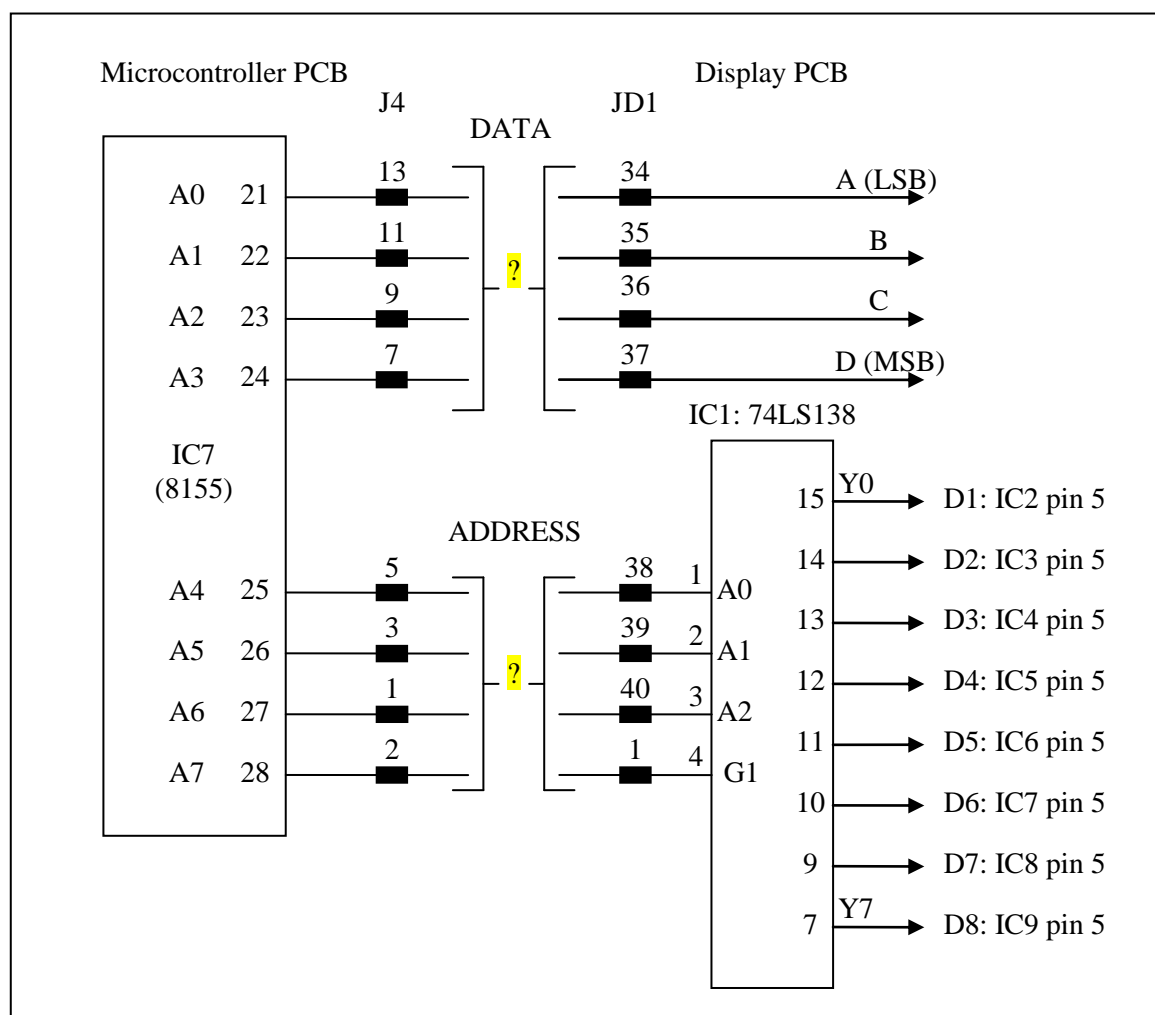 Microcontroller PCB Display PCB
J4 JD1
DATA
A0 21 13 34 A (LSB)
A1 22 11 35 B
?
A2 23 9 36 C
A3 24 7 37 D (MSB)
IC1: 74LS138
IC7
(8155)
15 Y0 D1: IC2 pin 5
ADDRESS
14 D2: IC3 pin 5
A4 25 5 38 1 A0
13 D3: IC4 pin 5
A5 26 3 39 2 A1
?
12 D4: IC5 pin 5
A6 27 1 40 3 A2
11 D5: IC6 pin 5
A7 28 2 1 4 G1
10 D6: IC7 pin 5
9 D7: IC8 pin 5
7 Y7 D8: IC9 pin 5